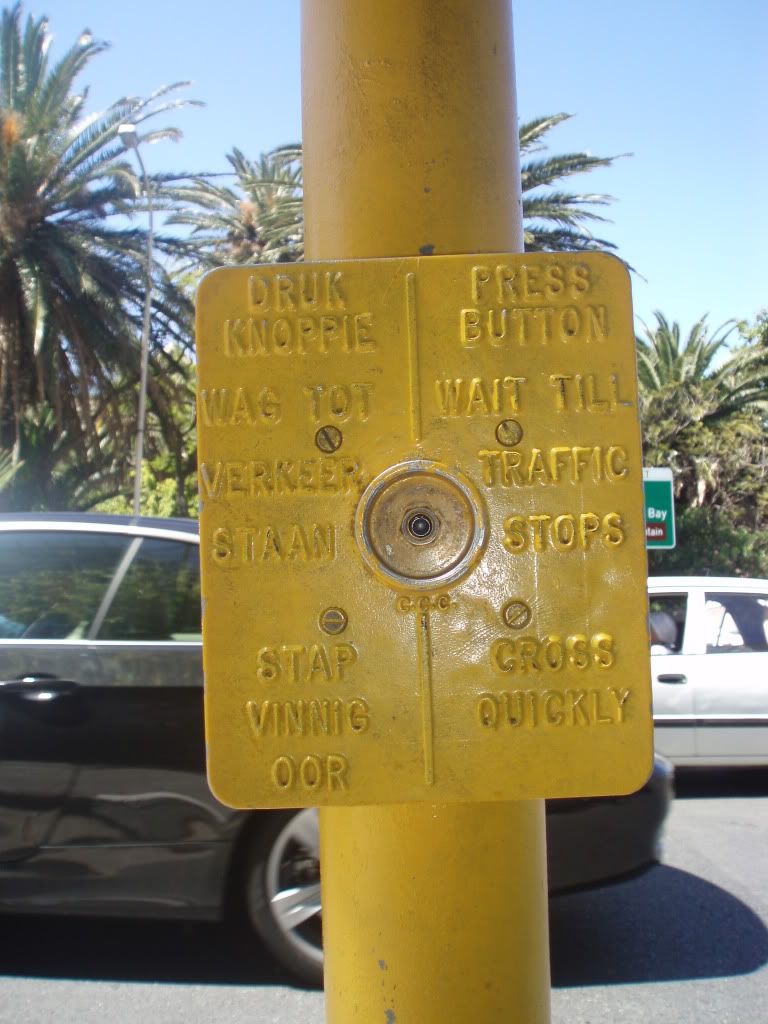 DRUK
KNOPPIE
WAG TOT
VERKEER
STAAN
STAP
VINNIG
OOR
PRESS
BUTTON
WAIT TILL
TRAFFIC
STOPS
CROSS
QUICKLY
C.C.C.
Bay